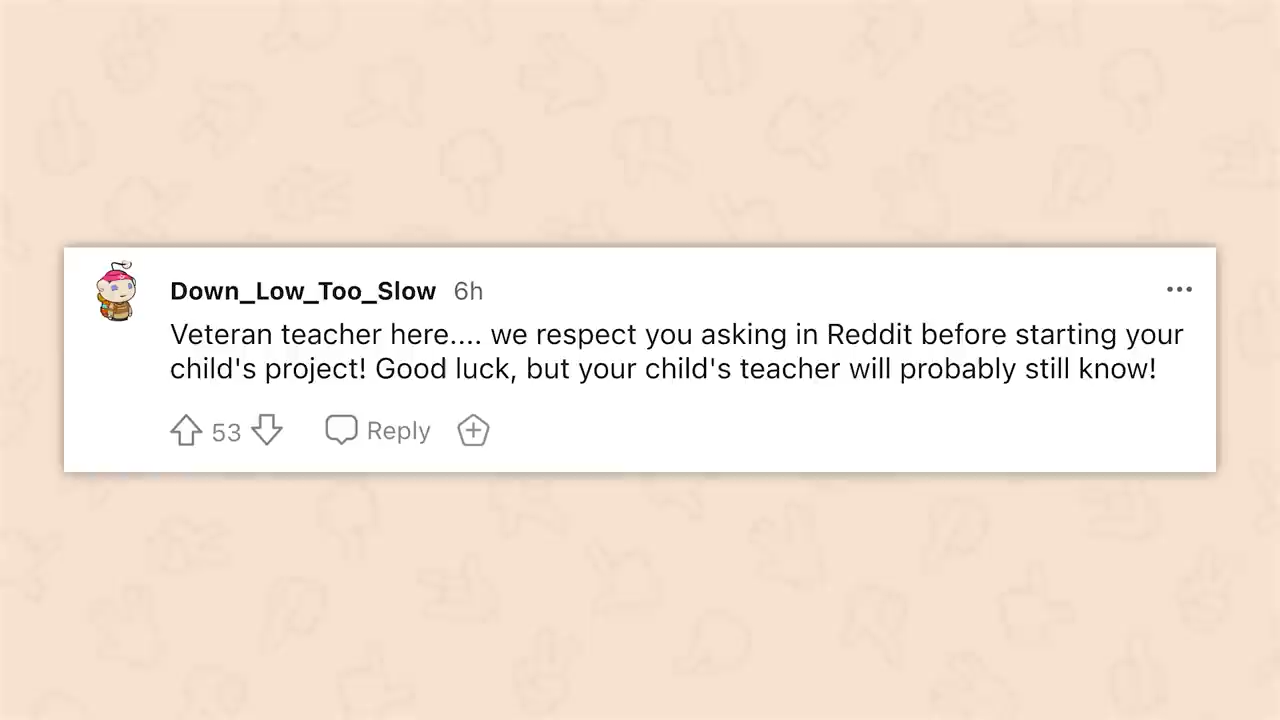 Down_Low_Too_Slow 6h
Veteran teacher here.... we respect you asking in Reddit before starting your
child's project! Good luck, but your child's teacher will probably still know!
53 Reply